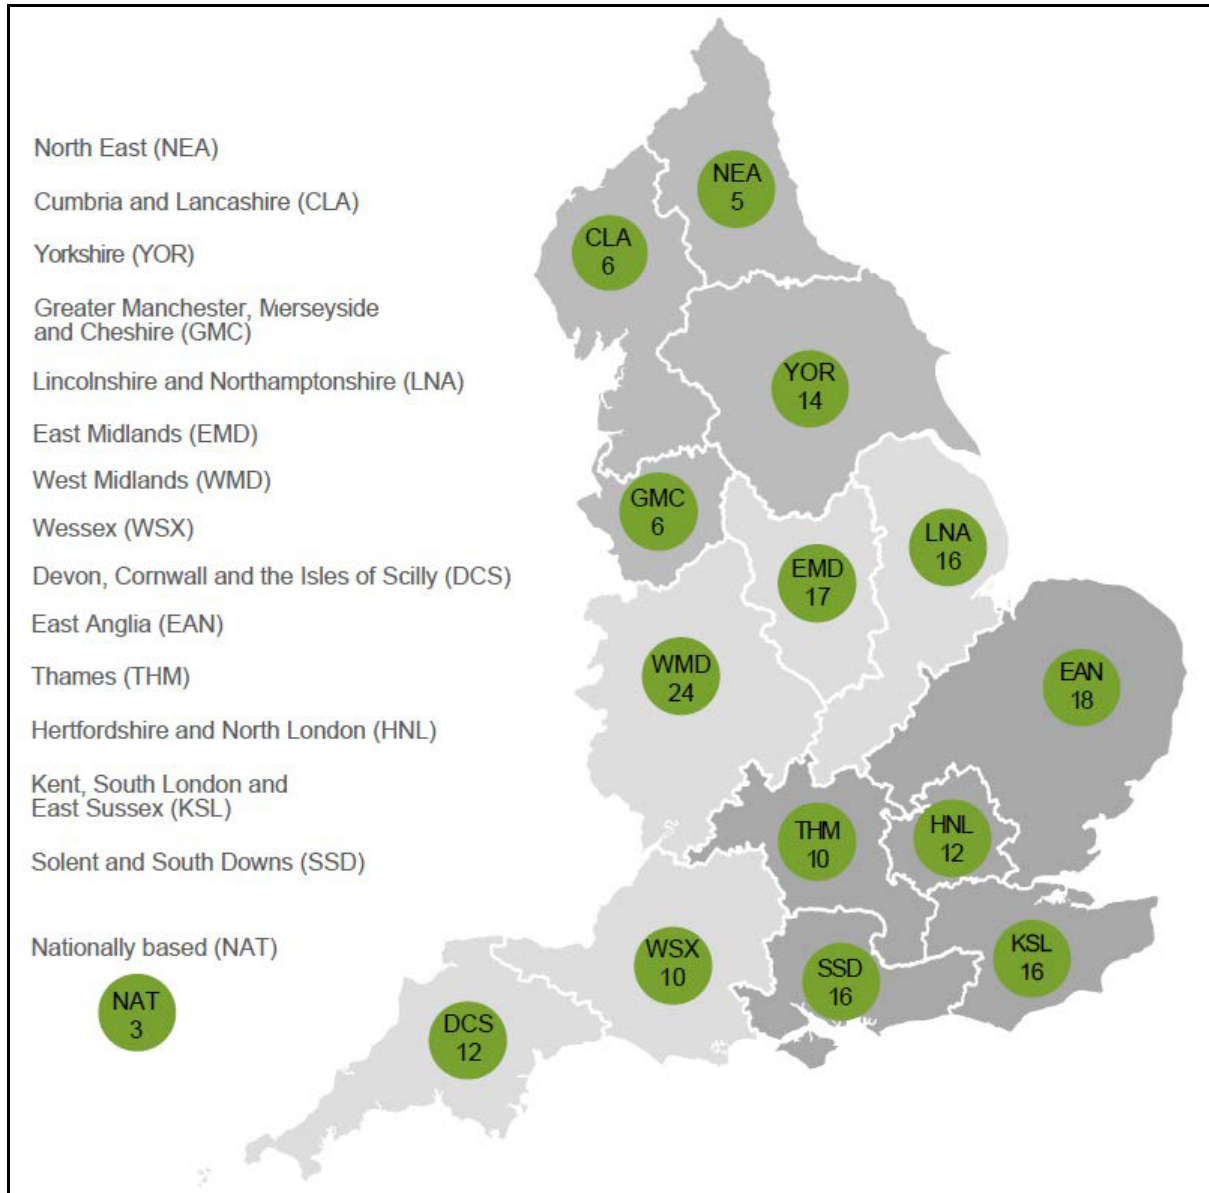 North East (NEA)
Cumbria and Lancashire (CLA)
Yorkshire (YOR)
Greater Manchester, Merseyside
and Cheshire (GMC)
Lincolnshire and Northamptonshire (LNA)
East Midlands (EMD)
West Midlands (WMD)
Wessex (WSX)
Devon, Cornwall and the Isles of Scilly (DCS)
East Anglia (EAN)
Thames (THM)
Hertfordshire and North London (HNL)
Kent, South London and
East Sussex (KSL)
Solent and South Downs (SSD)
Nationally based (NAT)
NAT
3
NEA
5
CLA
6
YOR
14
GMC
6
LNA
16
EMD
17
WMD
24
EAN
18
THM
10
HNL
12
WSX
10
SSD
16
KSL
16
DCS
12